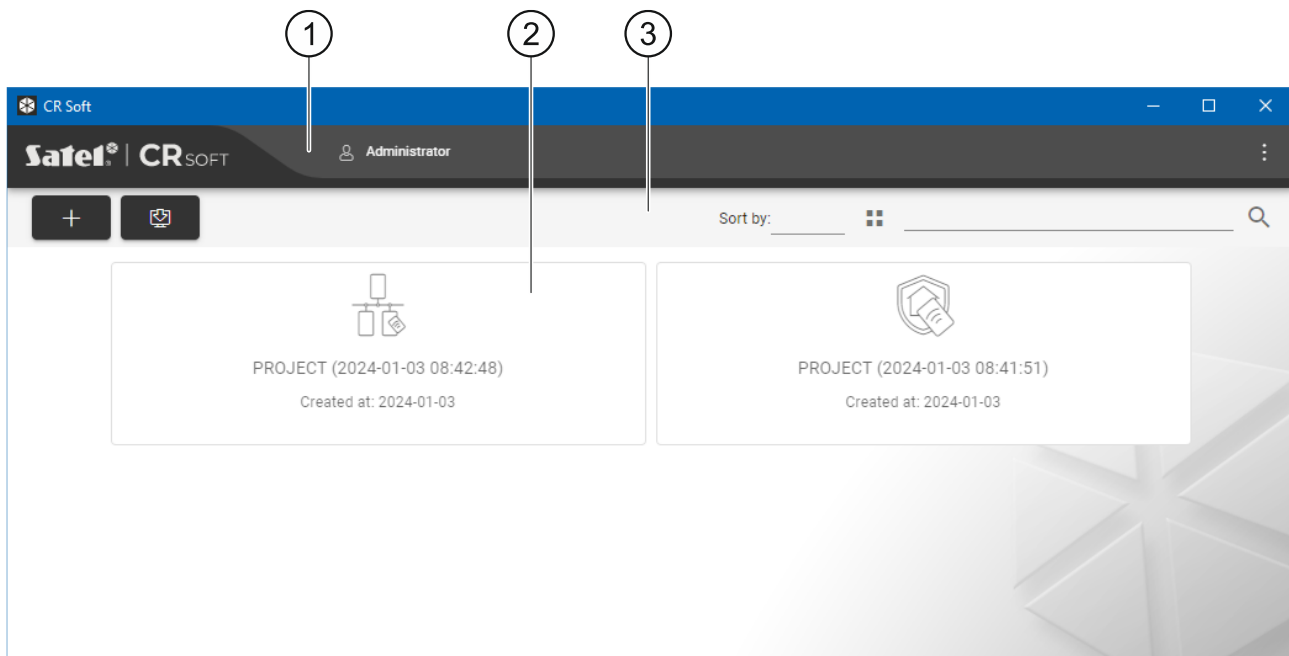 1 2 3
CR Soft
Satel® | CR SOFT
Administrator
Sort by:
PROJECT (2024-01-03 08:42:48)
Created at: 2024-01-03
PROJECT (2024-01-03 08:41:51)
Created at: 2024-01-03